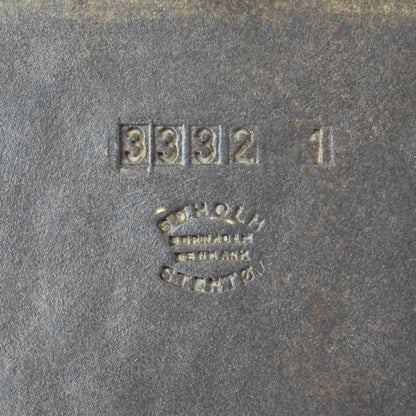 3332 1
SØHOLM
BORNHOLM
DENMARK
STENTØJ